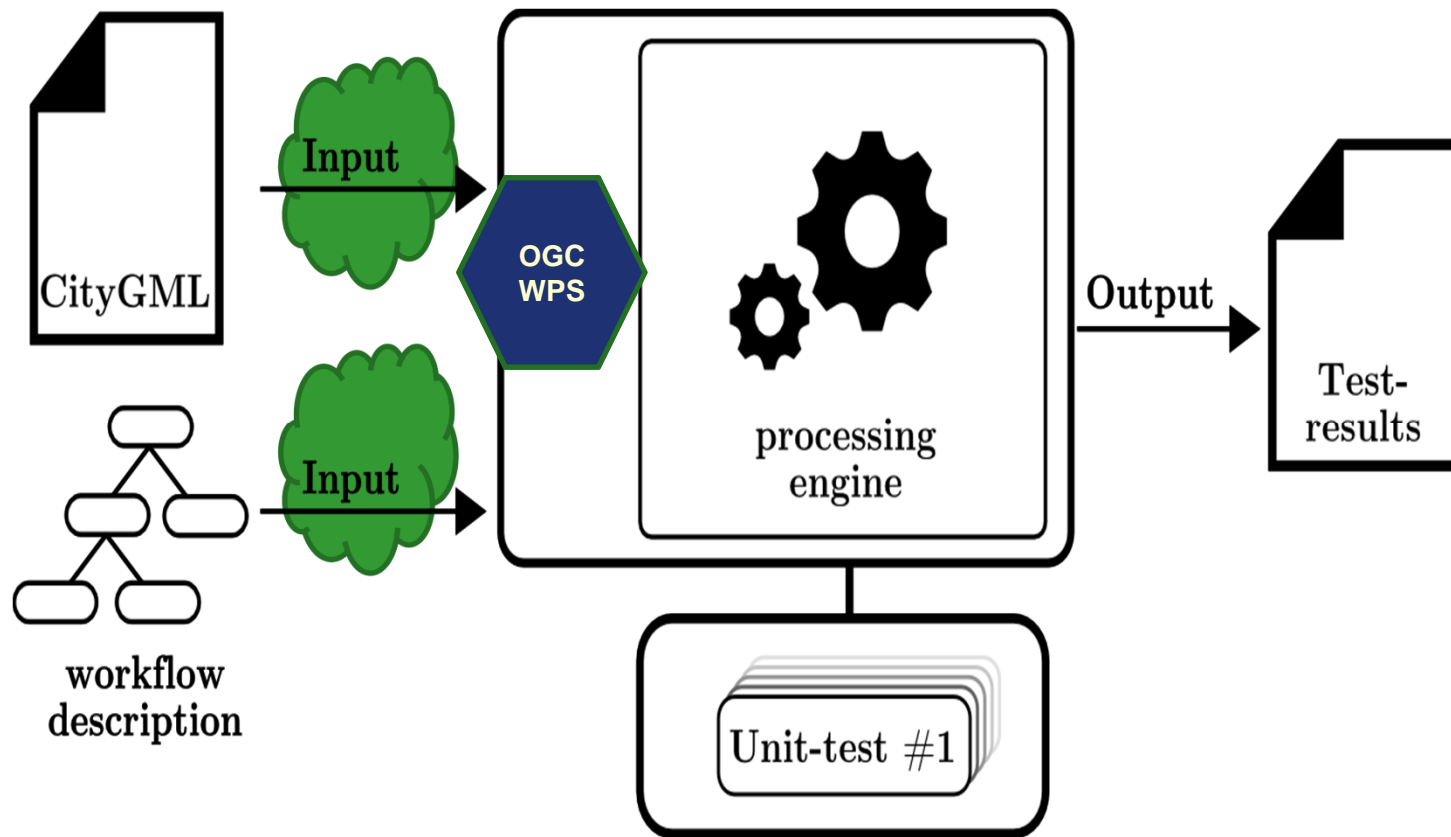 Input
CityGML
OGC
WPS
processing
engine
Output
Test-
results
Input
workflow
description
Unit-test #1